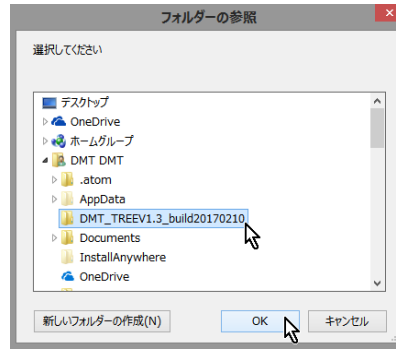 フォルダーの参照
選択してください
デスクトップ
OneDrive
ホームグループ
DMT DMT
.atom
AppData
DMT_TREEV1.3_build20170210
Documents
InstallAnywhere
OneDrive
新しいフォルダーの作成(N)
OK
キャンセル